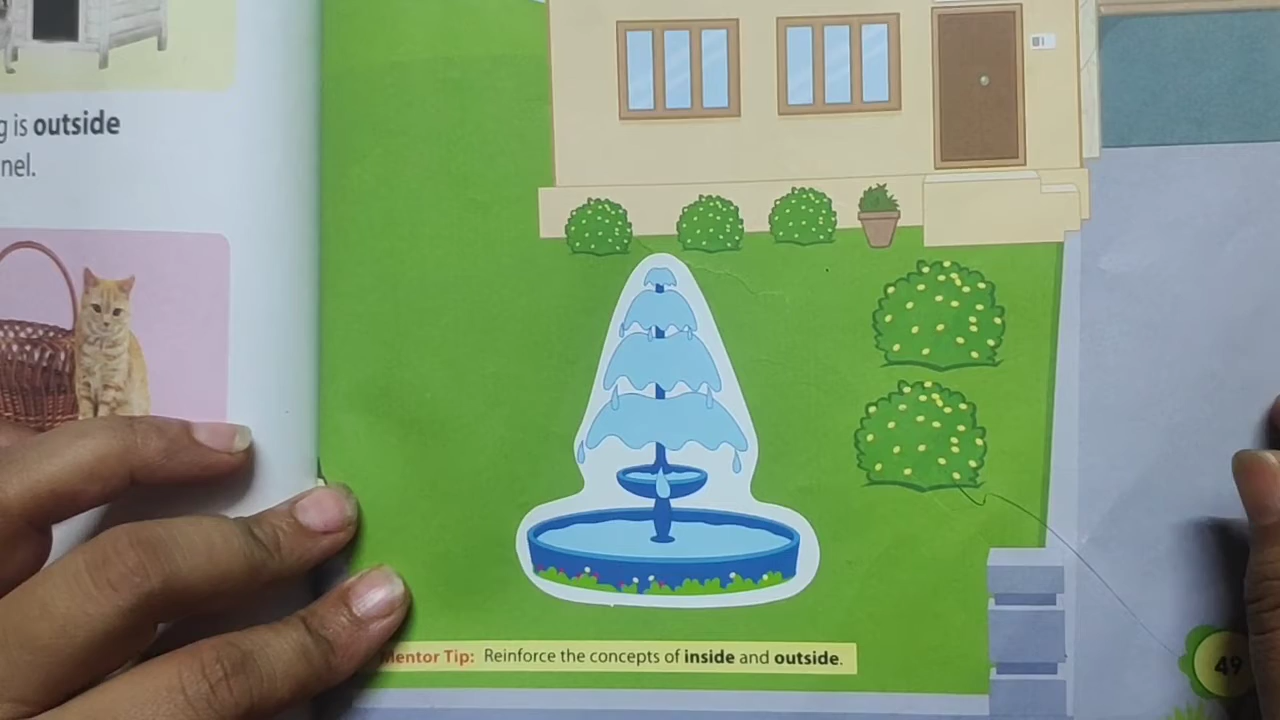 is outside
nel.
Mentor Tip: Reinforce the concepts of inside and outside.
49